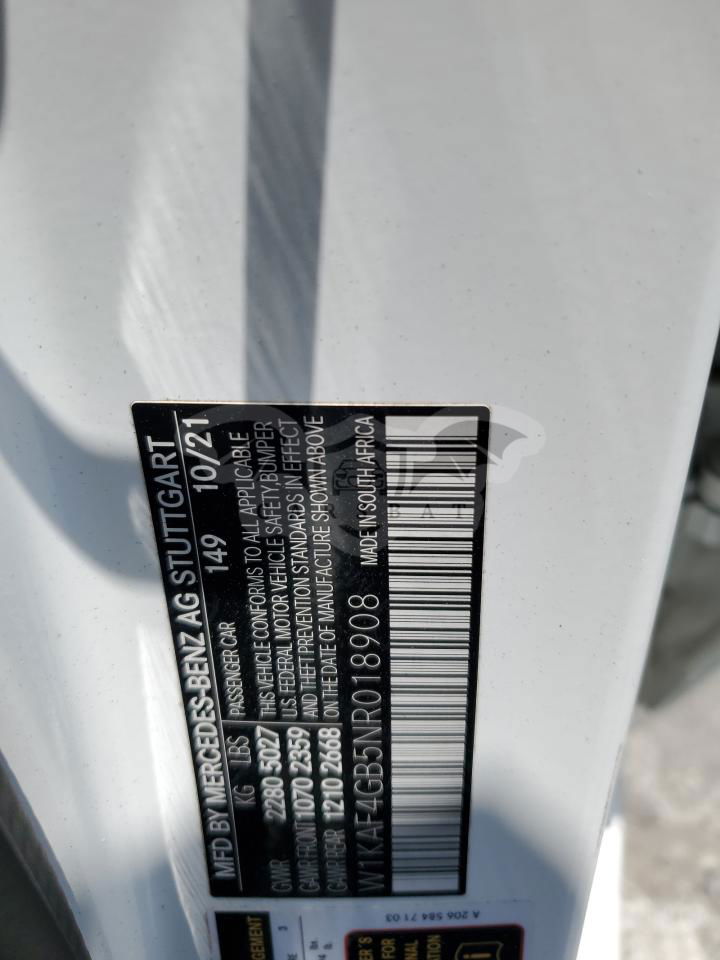 MFD BY MERCEDES-BENZ AG STUTTGART
149 10/21
KG LBS PASSENGER CAR
GVWR 2280 5027 THIS VEHICLE CONFORMS TO ALL APPLICABLE
U.S. FEDERAL MOTOR VEHICLE SAFETY BUMPER
GAWR FRONT 1070 2359 AND THEFT PREVENTION STANDARDS IN EFFECT
GAWR REAR 1210 2668 ON THE DATE OF MANUFACTURE SHOWN ABOVE
W1KAF4GB5NR018908 MADE IN SOUTH AFRICA
3
lb.
A 206 584 71 03
FOR
i